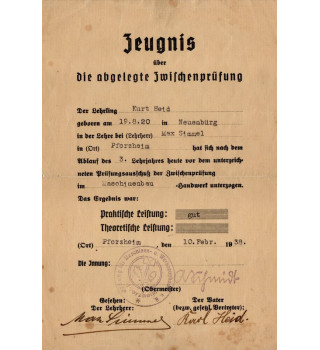 Zeugnis
über
die abgelegte Zwischenprüfung
Der Lehrling Kurt Heid
geboren am 19.8.20 in Neuenbürg
in der Lehre bei (Lehrherr) Max Simmel
in (Ort) Pforzheim hat sich nach dem
Ablauf des 3. Lehrjahres heute vor dem unterzeich-
neten Prüfungsausschuß der Zwischenprüfung
im Maschinenbau -Handwerk unterzogen.
Das Ergebnis war:
Praktische Leistung: gut
Theoretische Leistung:
(Ort) Pforzheim, den 10.Febr. 1938.
Die Innung:
(Obermeister)
Gesehen: Der Vater
Der Lehrherr: (bezw. gesetzl. Vertreter):
Max Simmel Karl Heid.